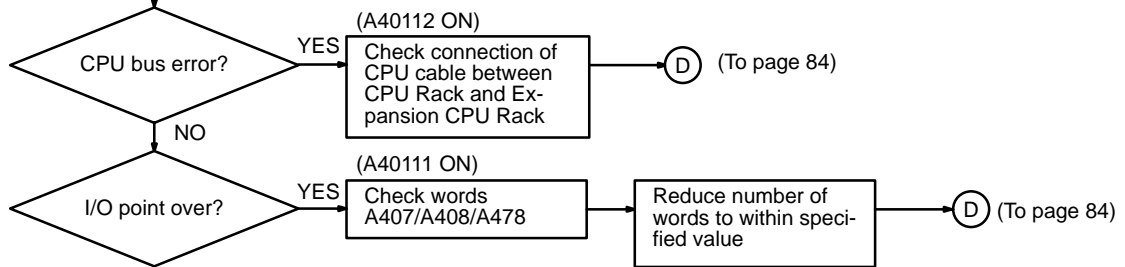 (A40112 ON)
CPU bus error?
YES
Check connection of
CPU cable between
CPU Rack and Ex-
pansion CPU Rack
D
(To page 84)
NO
(A40111 ON)
I/O point over?
YES
Check words
A407/A408/A478
Reduce number of
words to within speci-
fied value
D
(To page 84)